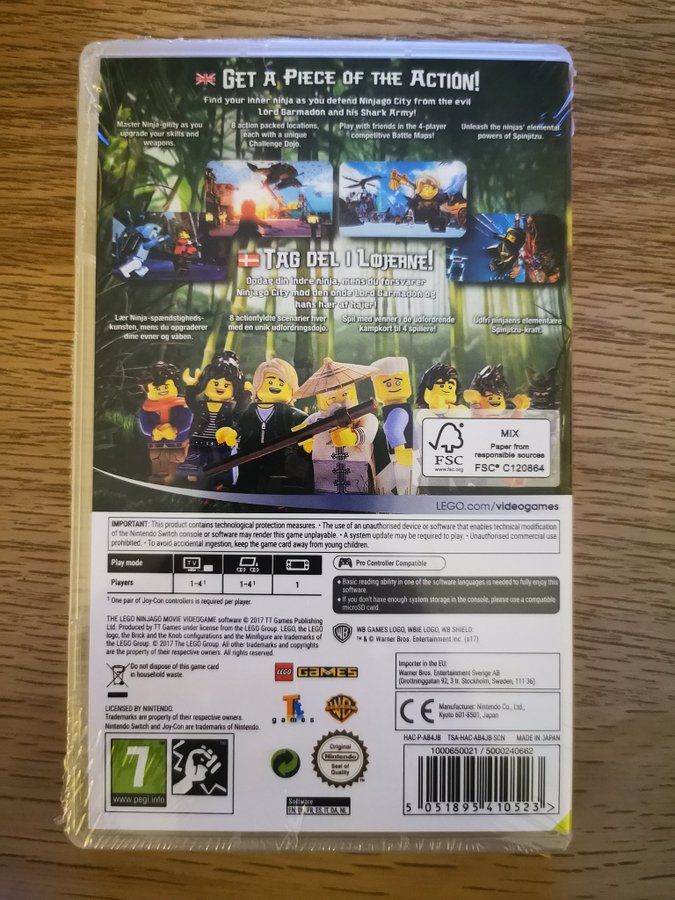 GET A PIECE OF THE ACTION!
Find your inner ninja as you defend Ninjago City from the evil
Lord Garmadon and his Shark Army!
Master Ninja-gility as you
upgrade your skills and
weapons.
8 action packed locations,
each with a unique
Challenge Dojo.
Play with friends in the 4-player
competitive Battle Maps!
Unleash the ninjas' elemental
powers of Spinjitzu.
TAG DEL I LØJERNE!
Opdag din indre ninja, mens du forsvarer
Ninjago City mod den onde Lord Garmadon og
hans hær af hajer!
Lær Ninja-spændstigheds-
kunsten, mens du opgraderer
dine evner og våben.
8 actionfyldte scenarier hver
med en unik udfordringsdojo.
Spil med venner i de udfordrende
kampkort til 4 spillere!
Udfri ninjaens elementære
Spinjitzu-kraft.
FSC
www.fsc.org
MIX
Paper from
responsible sources
FSC® C120864
LEGO.com/videogames
IMPORTANT: This product contains technological protection measures. • The use of an unauthorised device or software that enables technical modification
of the Nintendo Switch console or software may render this game unplayable. • A system update may be required to play. • Unauthorised commercial use
prohibited. • To avoid accidental ingestion, keep the game card away from young children.
Play mode
TV
Players
1–4¹
1–4¹
1
¹ One pair of Joy-Con controllers is required per player.
Pro Controller Compatible
• Basic reading ability in one of the software languages is needed to fully enjoy this
software.
• If you don't have enough system storage in the console, please use a compatible
microSD card.
THE LEGO NINJAGO MOVIE VIDEOGAME software © 2017 TT Games Publishing
Ltd. Produced by TT Games under license from the LEGO Group. LEGO, the LEGO
logo, the Brick and the Knob configurations and the Minifigure are trademarks of
the LEGO Group. © 2017 The LEGO Group. All other trademarks and copyrights
are the property of their respective owners. All rights reserved.
WB GAMES LOGO, WBIE LOGO, WB SHIELD:
™ & © Warner Bros. Entertainment Inc. (s17)
Do not dispose of this game card
in household waste.
LEGO GAMES
Importer in the EU:
Warner Bros. Entertainment Sverige AB
(Drottninggatan 92, 3 tr. Stockholm, Sweden, 111 36).
LICENSED BY NINTENDO.
Trademarks are property of their respective owners.
Nintendo Switch and Joy-Con are trademarks of Nintendo.
TT
games
WB
CE
Manufacturer: Nintendo Co., Ltd.,
Kyoto 601-8501, Japan
HAC-P-AB4JB TSA-HAC-AB4JB-SCN MADE IN JAPAN
7
www.pegi.info
Original
Nintendo
Seal of
Quality
1000650021 / 5000240662
5 051895 410523 >
Software
FR, ES, IT, DA, NL